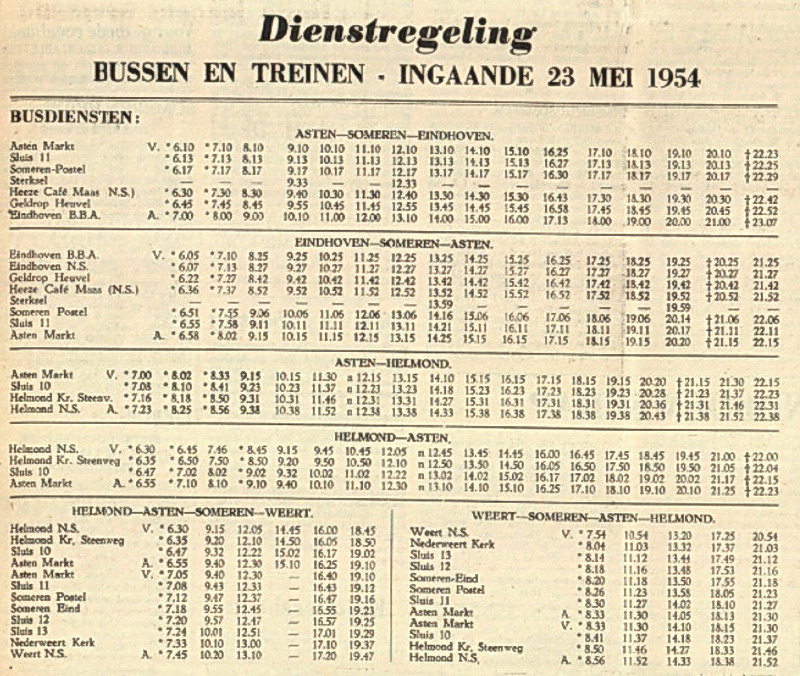 Dienstregeling
BUSSEN EN TREINEN - INGAANDE 23 MEI 1954
BUSDIENSTEN:
ASTEN—SOMEREN—EINDHOVEN.
Asten Markt V. * 6.10 * 7.10 8.10 9.10 10.10 11.10 12.10 13.10 14.10 15.10 16.25 17.10 18.10 19.10 20.10 †22.23
Sluis 11 * 6.13 * 7.13 8.13 9.13 10.13 11.13 12.13 13.13 14.13 15.13 16.27 17.13 18.13 19.13 20.13 †22.25
Someren-Postel * 6.17 * 7.17 8.17 9.17 10.17 11.17 12.17 13.17 14.17 15.17 16.30 17.17 18.17 19.17 20.17 †22.29
Sterksel 9.33 — — 12.33 — — — — — — — — —
Heeze Café Maas N.S.) * 6.30 * 7.30 8.30 9.40 10.30 11.30 12.40 13.30 14.30 15.30 16.43 17.30 18.30 19.30 20.30 †22.42
Geldrop Heuvel * 6.45 * 7.45 8.45 9.55 10.45 11.45 12.55 13.45 14.45 15.45 16.58 17.45 18.45 19.45 20.45 †22.52
Eindhoven B.B.A. A. * 7.00 * 8.00 9.00 10.10 11.00 12.00 13.10 14.00 15.00 16.00 17.13 18.00 19.00 20.00 21.00 †23.07
EINDHOVEN—SOMEREN—ASTEN.
Eindhoven B.B.A. V. * 6.05 * 7.10 8.25 9.25 10.25 11.25 12.25 13.25 14.25 15.25 16.25 17.25 18.25 19.25 †20.25 21.25
Eindhoven N.S. * 6.07 * 7.13 8.27 9.27 10.27 11.27 12.27 13.27 14.27 15.27 16.27 17.27 18.27 19.27 †20.27 21.27
Geldrop Heuvel * 6.22 * 7.27 8.42 9.42 10.42 11.42 12.42 13.42 14.42 15.42 16.42 17.42 18.42 19.42 †20.42 21.42
Heeze Café Maas (N.S.) * 6.36 * 7.37 8.52 9.52 10.52 11.52 12.52 13.52 14.52 15.52 16.52 17.52 18.52 19.52 †20.52 21.52
Sterksel — — — — — — — 13.59 — — — — — 19.59 — —
Someren Postel * 6.51 * 7.55 9.06 10.06 11.06 12.06 13.06 14.16 15.06 16.06 17.06 18.06 19.06 20.14 †21.06 22.06
Sluis 11 * 6.55 * 7.58 9.11 10.11 11.11 12.11 13.11 14.21 15.11 16.11 17.11 18.11 19.11 20.17 †21.11 22.11
Asten Markt A. * 6.58 * 8.02 9.15 10.15 11.15 12.15 13.15 14.25 15.15 16.15 17.15 18.15 19.15 20.20 †21.15 22.15
ASTEN—HELMOND.
Asten Markt V. * 7.00 * 8.02 * 8.33 9.15 10.15 11.30 n 12.15 13.15 14.10 15.15 16.15 17.15 18.15 19.15 20.20 †21.15 21.30 22.15
Sluis 10 * 7.08 * 8.10 * 8.41 9.23 10.23 11.37 n 12.23 13.23 14.18 15.23 16.23 17.23 18.23 19.23 20.28 †21.23 21.37 22.23
Helmond Kr. Steenv. * 7.16 * 8.18 * 8.50 9.31 10.31 11.46 n 12.31 13.31 14.27 15.31 16.31 17.31 18.31 19.31 20.36 †21.31 21.46 22.31
Helmond N.S. A. * 7.23 * 8.25 * 8.56 9.38 10.38 11.52 n 12.38 13.38 14.33 15.38 16.38 17.38 18.38 19.38 20.43 †21.38 21.52 22.38
HELMOND—ASTEN.
Helmond N.S. V. * 6.30 * 6.45 7.46 * 8.45 9.15 9.45 10.45 12.05 n 12.45 13.45 14.45 16.00 16.45 17.45 18.45 19.45 21.00 †22.00
Helmond Kr. Steenweg * 6.35 * 6.50 7.50 * 8.50 9.20 9.50 10.50 12.10 n 12.50 13.50 14.50 16.05 16.50 17.50 18.50 19.50 21.05 †22.04
Sluis 10 * 6.47 * 7.02 8.02 * 9.02 9.32 10.02 11.02 12.22 n 13.02 14.02 15.02 16.17 17.02 18.02 19.02 20.02 21.17 †22.15
Asten Markt A. * 6.55 * 7.10 8.10 * 9.10 9.40 10.10 11.10 12.30 n 13.10 14.10 15.10 16.25 17.10 18.10 19.10 20.10 21.25 †22.23
HELMOND—ASTEN—SOMEREN—WEERT.
Helmond N.S. V. * 6.30 9.15 12.05 14.45 16.00 18.45
Helmond Kr. Steenweg * 6.35 9.20 12.10 14.50 16.05 18.50
Sluis 10 * 6.47 9.32 12.22 15.02 16.17 19.02
Asten Markt A. * 6.55 9.40 12.30 15.10 16.25 19.10
Asten Markt V. * 7.05 9.40 12.30 — 16.40 19.10
Sluis 11 * 7.08 9.43 12.33 — 16.43 19.12
Someren Postel * 7.12 9.47 12.37 — 16.47 19.16
Someren Eind * 7.18 9.55 12.45 — 16.55 19.23
Sluis 12 * 7.20 9.57 12.47 — 16.57 19.25
Sluis 13 * 7.24 10.01 12.51 — 17.01 19.29
Nederweert Kerk * 7.33 10.10 13.00 — 17.10 19.37
Weert N.S. A. * 7.45 10.20 13.10 — 17.20 19.47
WEERT—SOMEREN—ASTEN—HELMOND.
Weert N.S. V. * 7.54 10.54 13.20 17.25 20.54
Nederweert Kerk * 8.04 11.03 13.32 17.37 21.03
Sluis 13 * 8.14 11.12 13.44 17.49 21.12
Sluis 12 * 8.18 11.16 13.48 17.53 21.16
Someren-Eind * 8.20 11.18 13.50 17.55 21.18
Someren Postel * 8.26 11.23 13.58 18.05 21.23
Sluis 11 * 8.30 11.27 14.02 18.10 21.27
Asten Markt A. * 8.33 11.30 14.05 18.13 21.30
Asten Markt V. * 8.33 11.30 14.10 18.15 21.30
Sluis 10 * 8.41 11.37 14.18 18.23 21.37
Helmond Kr. Steenweg * 8.50 11.46 14.27 18.33 21.46
Helmond N.S. A. * 8.56 11.52 14.33 18.38 21.52